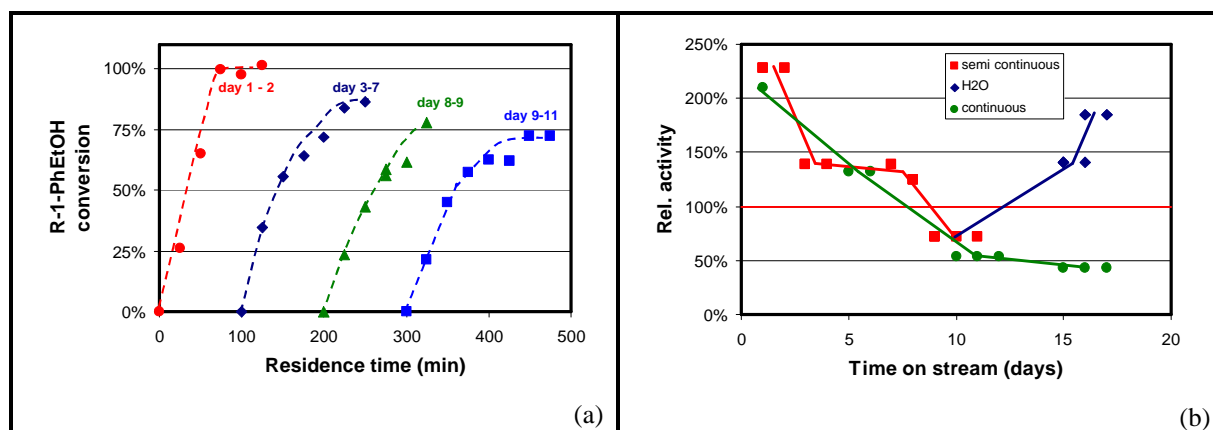 100%
75%
50%
25%
0%
0
100
200
300
400
500
R-1-PhEtOH
conversion
Residence time (min)
day 1 - 2
day 3-7
day 8-9
day 9-11
(a)
250%
200%
150%
100%
50%
0%
0
5
10
15
20
Rel. activity
Time on stream (days)
semi continuous
H2O
continuous
(b)